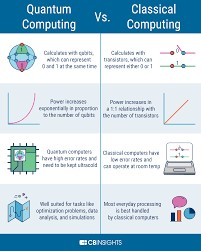 Quantum
Computing
Vs.
Classical
Computing
Calculates with qubits,
which can represent
0 and 1 at the same time
Calculates with
transistors, which can
represent either 0 or 1
Power increases
exponentially in proportion
to the number of qubits
Power increases in
a 1:1 relationship with
the number of transistors
Quantum computers
have high error rates and
need to be kept ultracold
Classical computers have
low error rates and
can operate at room temp
Well suited for tasks like
optimization problems, data
analysis, and simulations
Most everyday processing
is best handled
by classical computers
CBINSIGHTS